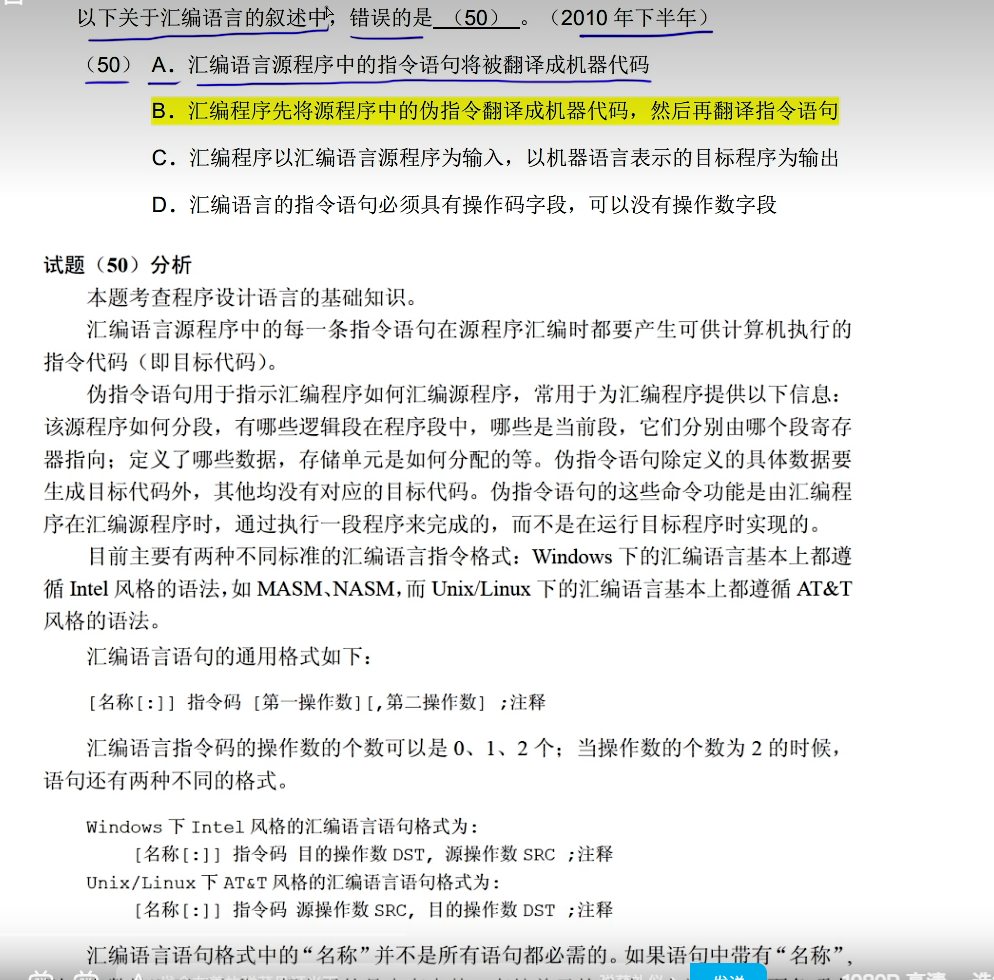 以下关于汇编语言的叙述中，错误的是 （50） 。（2010 年下半年）
（50） A．汇编语言源程序中的指令语句将被翻译成机器代码
B．汇编程序先将源程序中的伪指令翻译成机器代码，然后再翻译指令语句
C．汇编程序以汇编语言源程序为输入，以机器语言表示的目标程序为输出
D．汇编语言的指令语句必须具有操作码字段，可以没有操作数字段
试题（50）分析
本题考查程序设计语言的基础知识。
汇编语言源程序中的每一条指令语句在源程序汇编时都要产生可供计算机执行的
指令代码（即目标代码）。
伪指令语句用于指示汇编程序如何汇编源程序，常用于为汇编程序提供以下信息：
该源程序如何分段，有哪些逻辑段在程序段中，哪些是当前段，它们分别由哪个段寄存
器指向；定义了哪些数据，存储单元是如何分配的等。伪指令语句除定义的具体数据要
生成目标代码外，其他均没有对应的目标代码。伪指令语句的这些命令功能是由汇编程
序在汇编源程序时，通过执行一段程序来完成的，而不是在运行目标程序时实现的。
目前主要有两种不同标准的汇编语言指令格式：Windows 下的汇编语言基本上都遵
循 Intel 风格的语法，如 MASM、NASM，而 Unix/Linux 下的汇编语言基本上都遵循 AT&T
风格的语法。
汇编语言语句的通用格式如下：
[名称[:]] 指令码 [第一操作数][,第二操作数] ;注释
汇编语言指令码的操作数的个数可以是 0、1、2 个；当操作数的个数为 2 的时候，
语句还有两种不同的格式。
Windows 下 Intel 风格的汇编语言语句格式为：
[名称[:]] 指令码 目的操作数 DST, 源操作数 SRC ;注释
Unix/Linux 下 AT&T 风格的汇编语言语句格式为：
[名称[:]] 指令码 源操作数 SRC, 目的操作数 DST ;注释
汇编语言语句格式中的“名称”并不是所有语句都必需的。如果语句中带有“名称”，
发送
1080P 高清